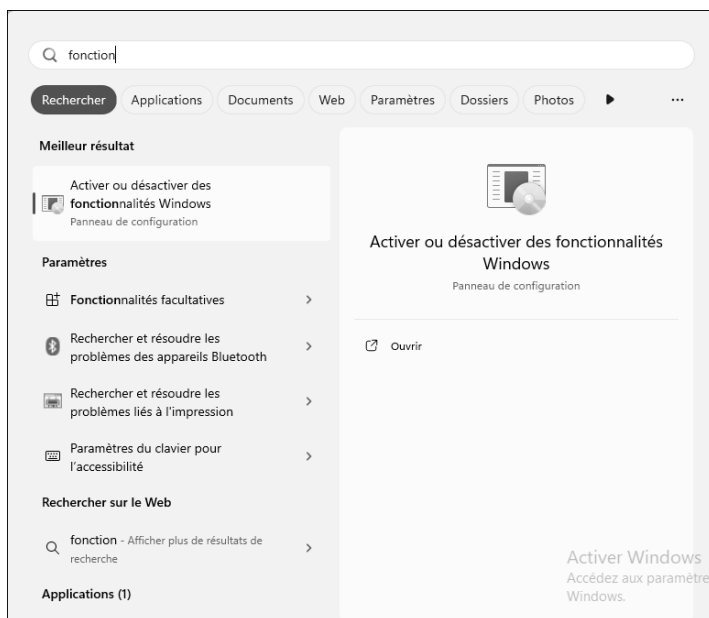 fonction
Rechercher Applications Documents Web Paramètres Dossiers Photos
Meilleur résultat
Activer ou désactiver des
fonctionnalités Windows
Panneau de configuration
Paramètres
Fonctionnalités facultatives
Rechercher et résoudre les
problèmes des appareils Bluetooth
Rechercher et résoudre les
problèmes liés à l'impression
Paramètres du clavier pour
l'accessibilité
Rechercher sur le Web
fonction - Afficher plus de résultats de
recherche
Applications (1)
Activer ou désactiver des fonctionnalités
Windows
Panneau de configuration
Ouvrir
Activer Windows
Accédez aux paramètre
Windows.